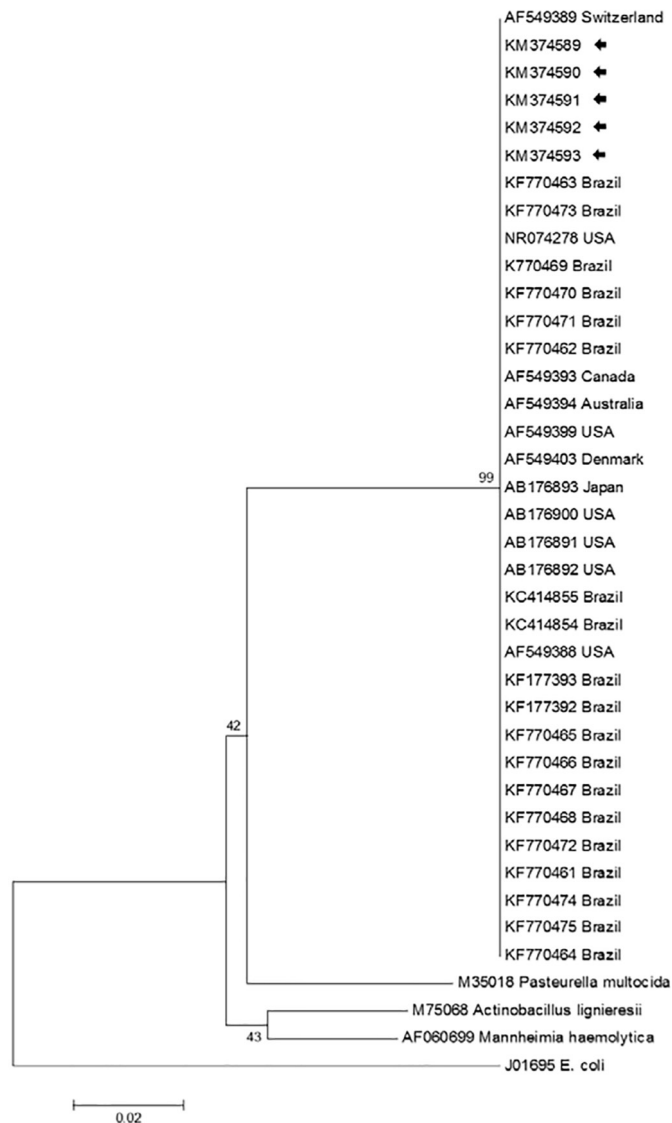 AF549389 Switzerland
KM374589
KM374590
KM374591
KM374592
KM374593
KF770463 Brazil
KF770473 Brazil
NR074278 USA
K770469 Brazil
KF770470 Brazil
KF770471 Brazil
KF770462 Brazil
AF549393 Canada
AF549394 Australia
AF549399 USA
AF549403 Denmark
99
AB176893 Japan
AB176900 USA
AB176891 USA
AB176892 USA
KC414855 Brazil
KC414854 Brazil
AF549388 USA
KF177393 Brazil
KF177392 Brazil
42
KF770465 Brazil
KF770466 Brazil
KF770467 Brazil
KF770468 Brazil
KF770472 Brazil
KF770461 Brazil
KF770474 Brazil
KF770475 Brazil
KF770464 Brazil
M35018 Pasteurella multocida
M75068 Actinobacillus lignieresii
43
AF060699 Mannheimia haemolytica
J01695 E. coli
0.02